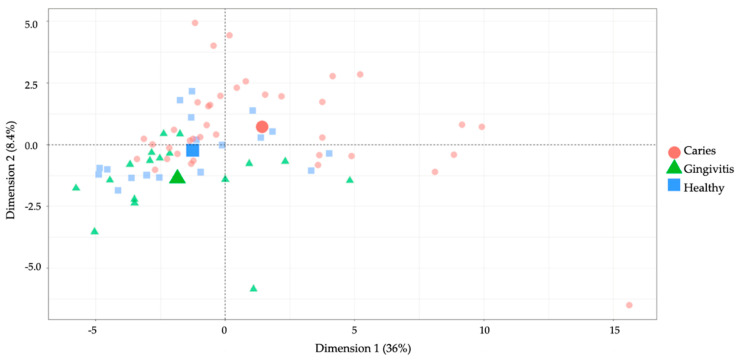 5.0
2.5
0.0
-2.5
-5.0
Dimension 2 (8.4%)
-5
0
5
10
15
Dimension 1 (36%)
Caries
Gingivitis
Healthy